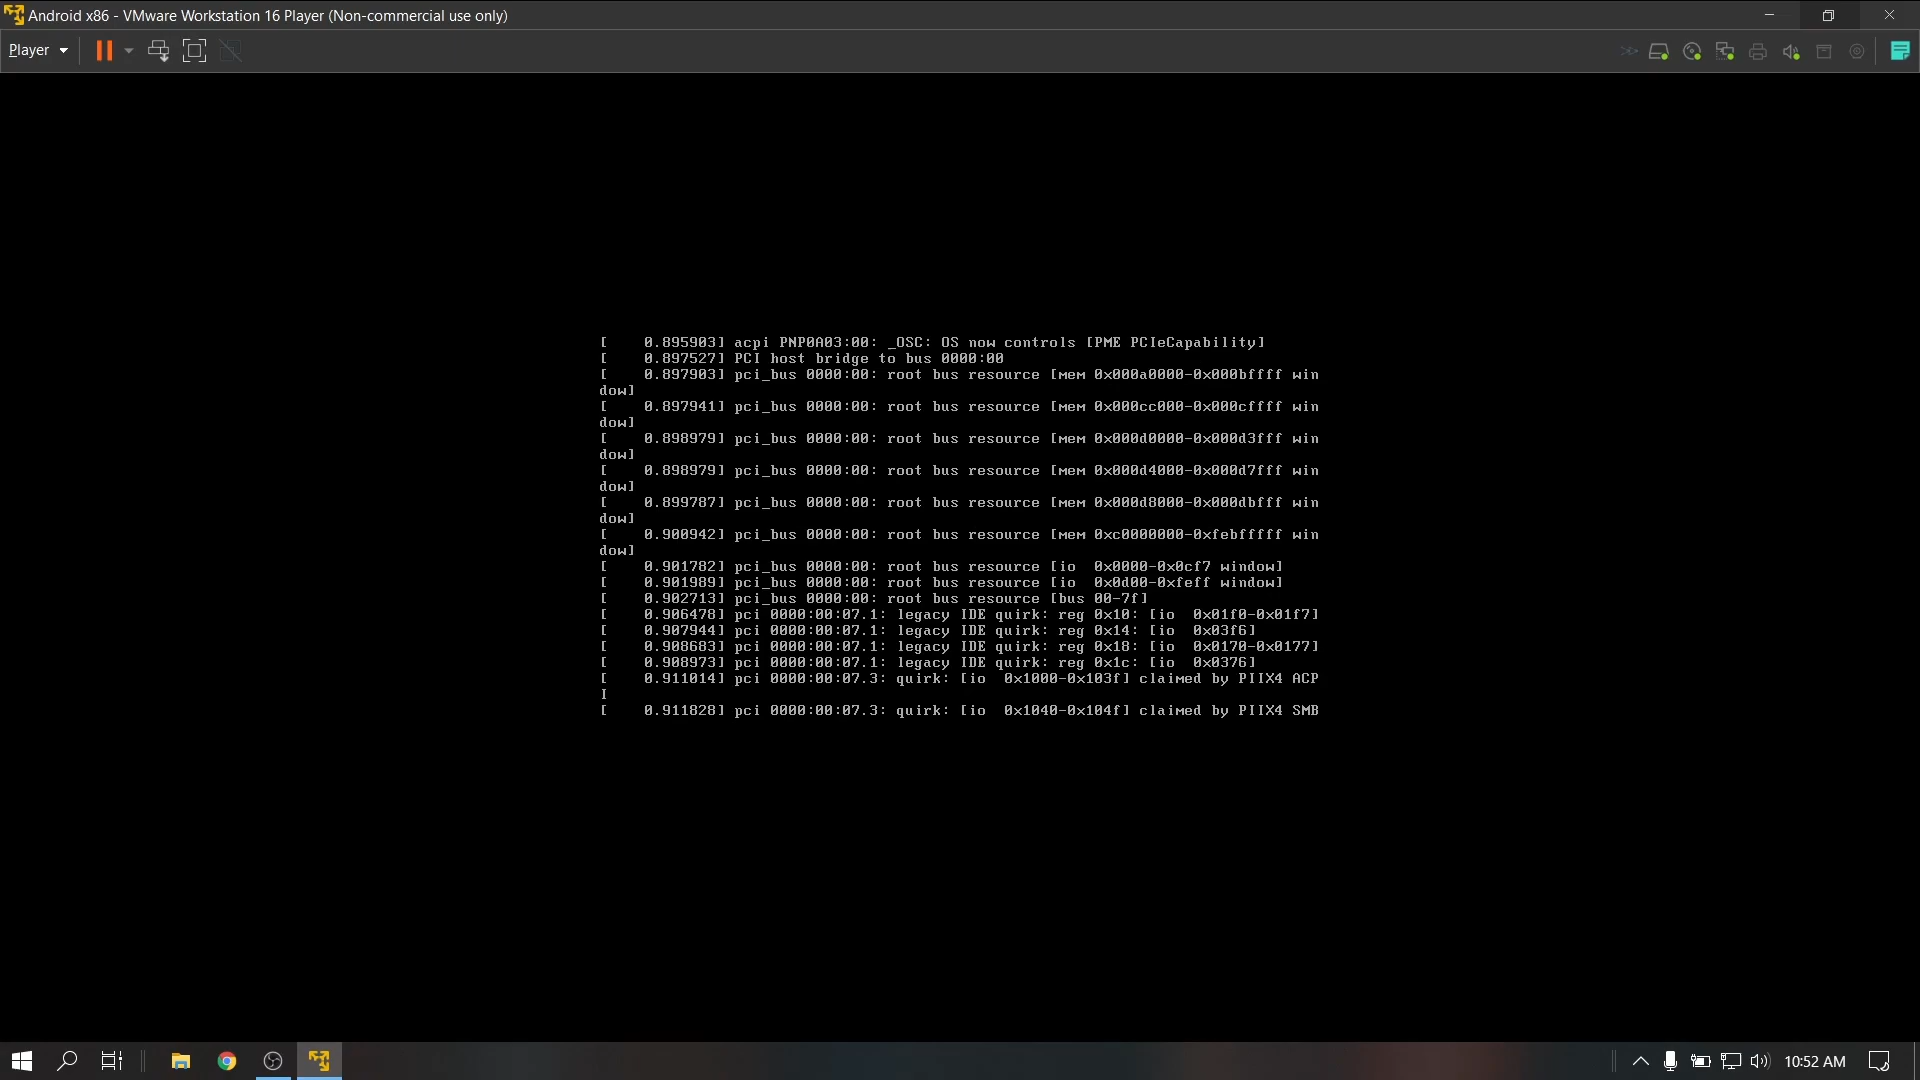 Android x86 - VMware Workstation 16 Player (Non-commercial use only)
Player
[    0.895903] acpi PNP0A03:00: _OSC: OS now controls [PME PCIeCapability]
[    0.897527] PCI host bridge to bus 0000:00
[    0.897903] pci_bus 0000:00: root bus resource [mem 0x000a0000-0x000bffff win
dow]
[    0.897941] pci_bus 0000:00: root bus resource [mem 0x000cc000-0x000cffff win
dow]
[    0.898979] pci_bus 0000:00: root bus resource [mem 0x000d0000-0x000d3fff win
dow]
[    0.898979] pci_bus 0000:00: root bus resource [mem 0x000d4000-0x000d7fff win
dow]
[    0.899787] pci_bus 0000:00: root bus resource [mem 0x000d8000-0x000dbfff win
dow]
[    0.900942] pci_bus 0000:00: root bus resource [mem 0xc0000000-0xfebfffff win
dow]
[    0.901782] pci_bus 0000:00: root bus resource [io  0x0000-0x0cf7 window]
[    0.901989] pci_bus 0000:00: root bus resource [io  0x0d00-0xfeff window]
[    0.902713] pci_bus 0000:00: root bus resource [bus 00-7f]
[    0.906478] pci 0000:00:07.1: legacy IDE quirk: reg 0x10: [io  0x01f0-0x01f7]
[    0.907944] pci 0000:00:07.1: legacy IDE quirk: reg 0x14: [io  0x03f6]
[    0.908683] pci 0000:00:07.1: legacy IDE quirk: reg 0x18: [io  0x0170-0x0177]
[    0.908973] pci 0000:00:07.1: legacy IDE quirk: reg 0x1c: [io  0x0376]
[    0.911014] pci 0000:00:07.3: quirk: [io  0x1000-0x103f] claimed by PIIX4 ACP
I
[    0.911828] pci 0000:00:07.3: quirk: [io  0x1040-0x104f] claimed by PIIX4 SMB
10:52 AM